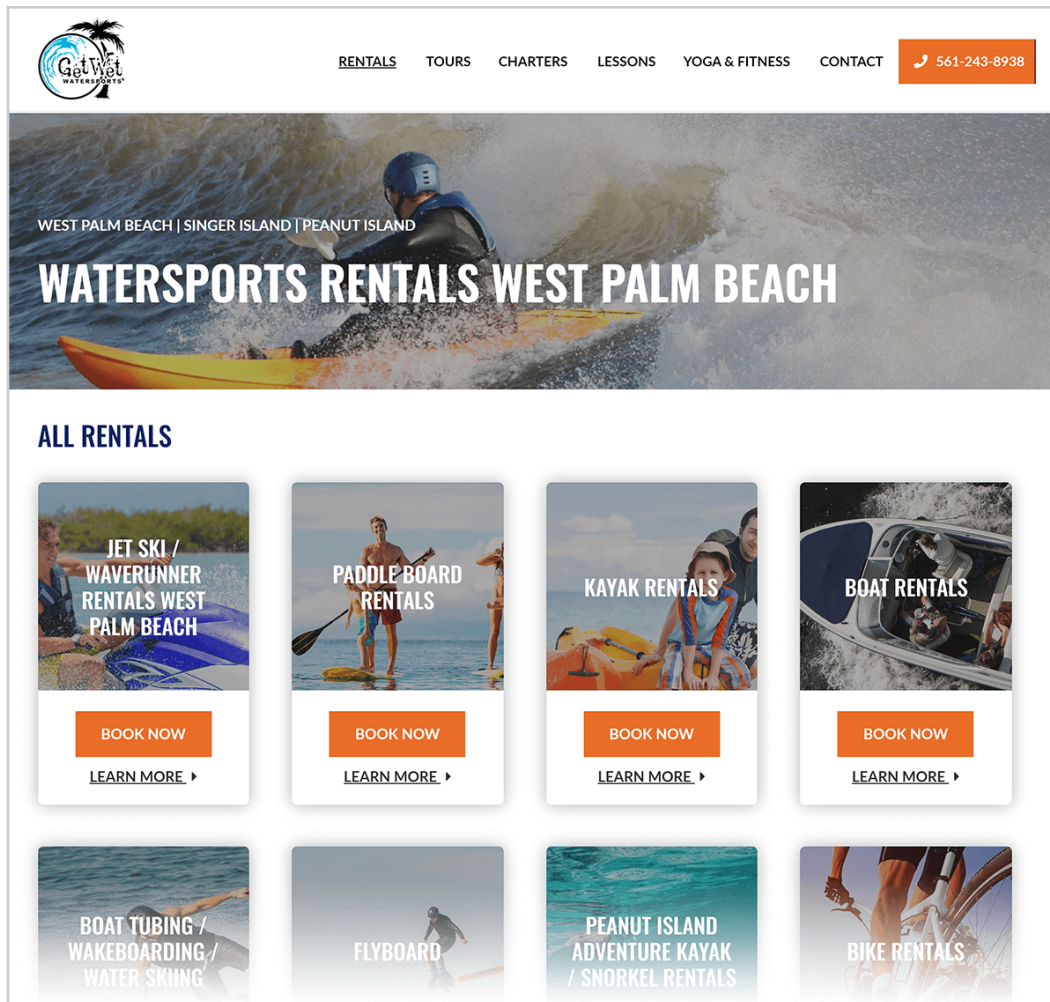 GetWet
WATERSPORTS
RENTALS TOURS CHARTERS LESSONS YOGA & FITNESS CONTACT 561-243-8938
WEST PALM BEACH | SINGER ISLAND | PEANUT ISLAND
WATERSPORTS RENTALS WEST PALM BEACH
ALL RENTALS
JET SKI /
WAVERUNNER
RENTALS WEST
PALM BEACH
BOOK NOW
LEARN MORE
PADDLE BOARD
RENTALS
BOOK NOW
LEARN MORE
KAYAK RENTALS
BOOK NOW
LEARN MORE
BOAT RENTALS
BOOK NOW
LEARN MORE
BOAT TUBING /
WAKEBOARDING /
WATER SKIING
FLYBOARD
PEANUT ISLAND
ADVENTURE KAYAK
/ SNORKEL RENTALS
BIKE RENTALS